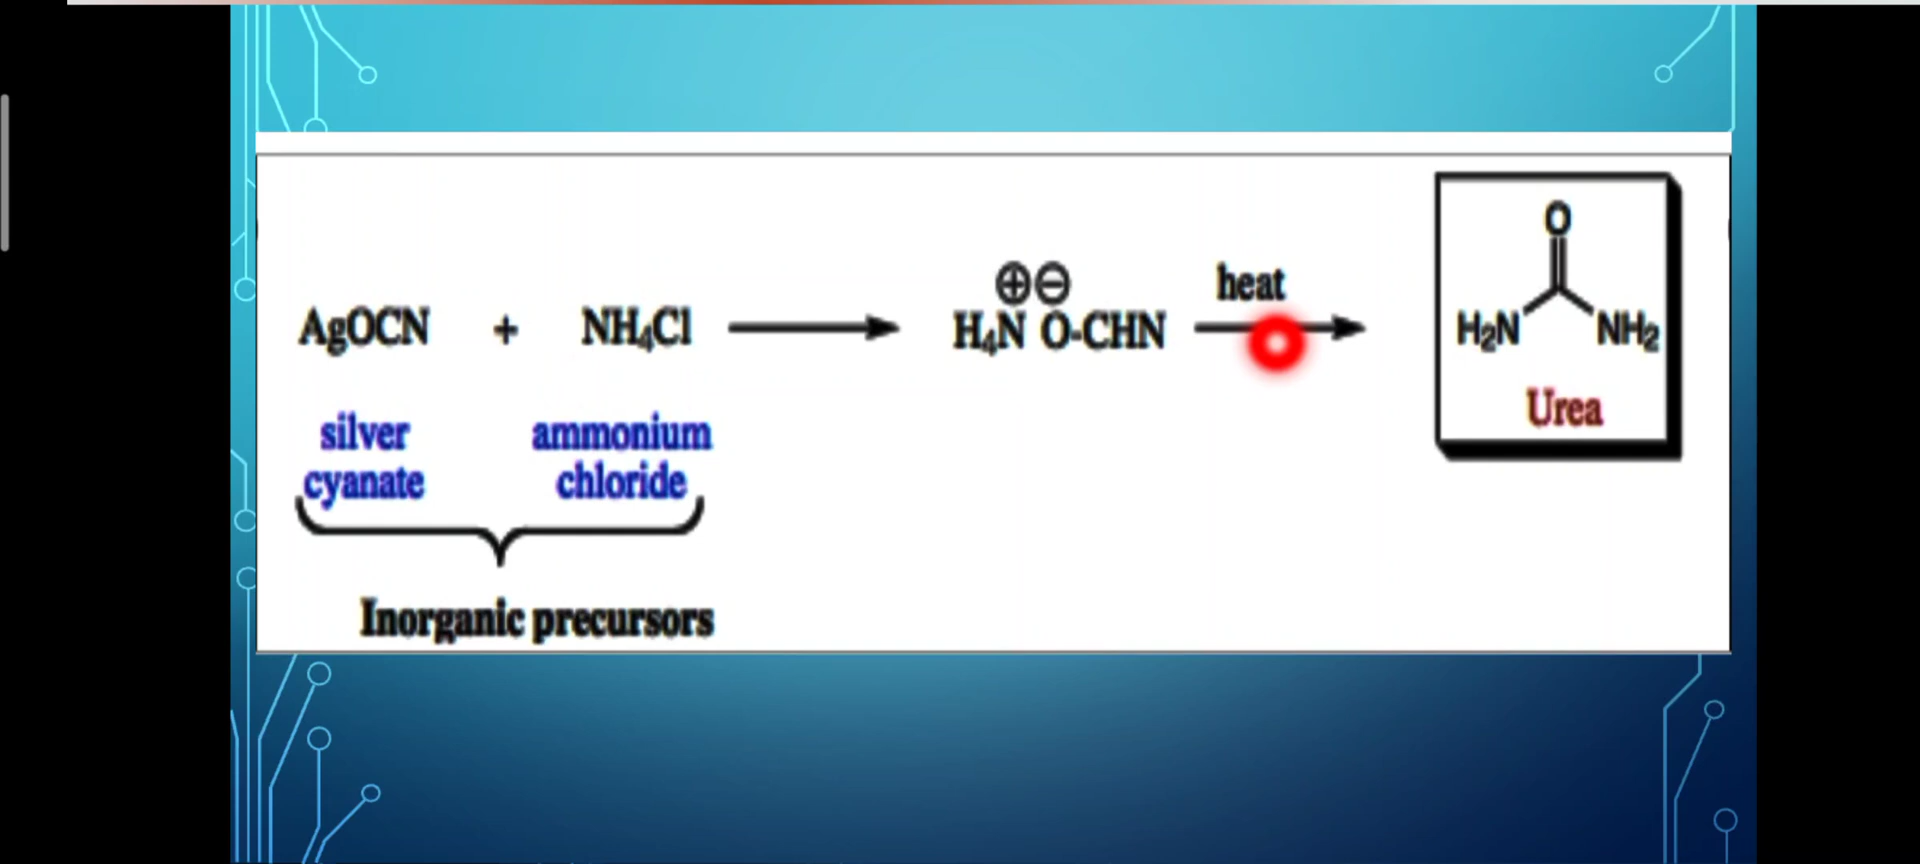 AgOCN + NH4Cl
⊕⊖
H4N O-CHN
heat
O
H2N NH2
Urea
silver
cyanate
ammonium
chloride
Inorganic precursors